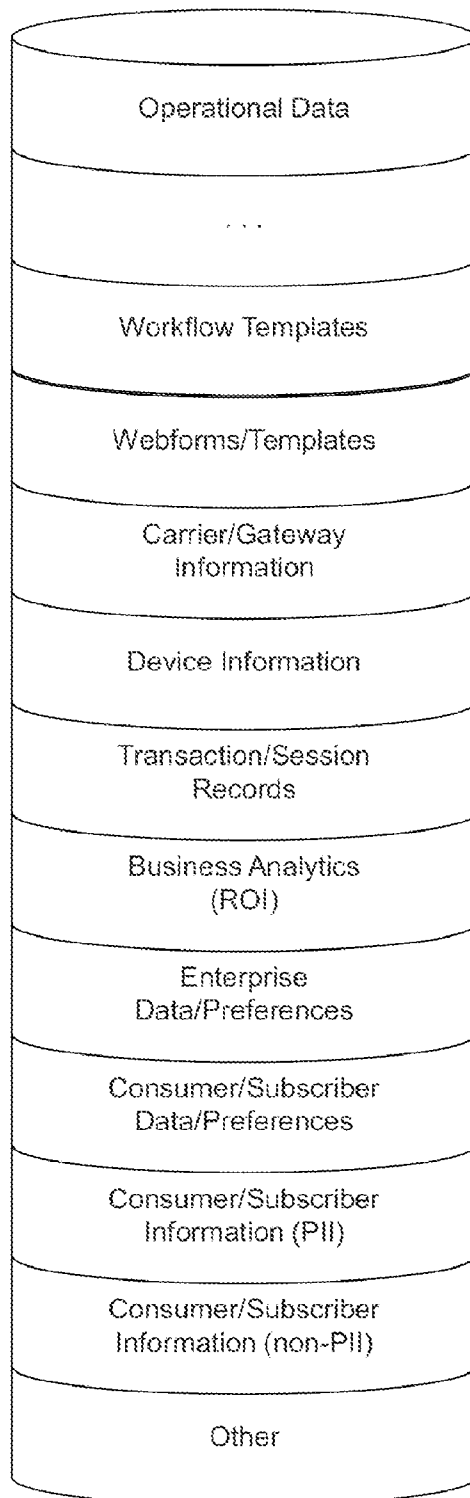 Operational Data
. . .
Workflow Templates
Webforms/Templates
Carrier/Gateway
Information
Device Information
Transaction/Session
Records
Business Analytics
(ROI)
Enterprise
Data/Preferences
Consumer/Subscriber
Data/Preferences
Consumer/Subscriber
Information (PII)
Consumer/Subscriber
Information (non-PII)
Other